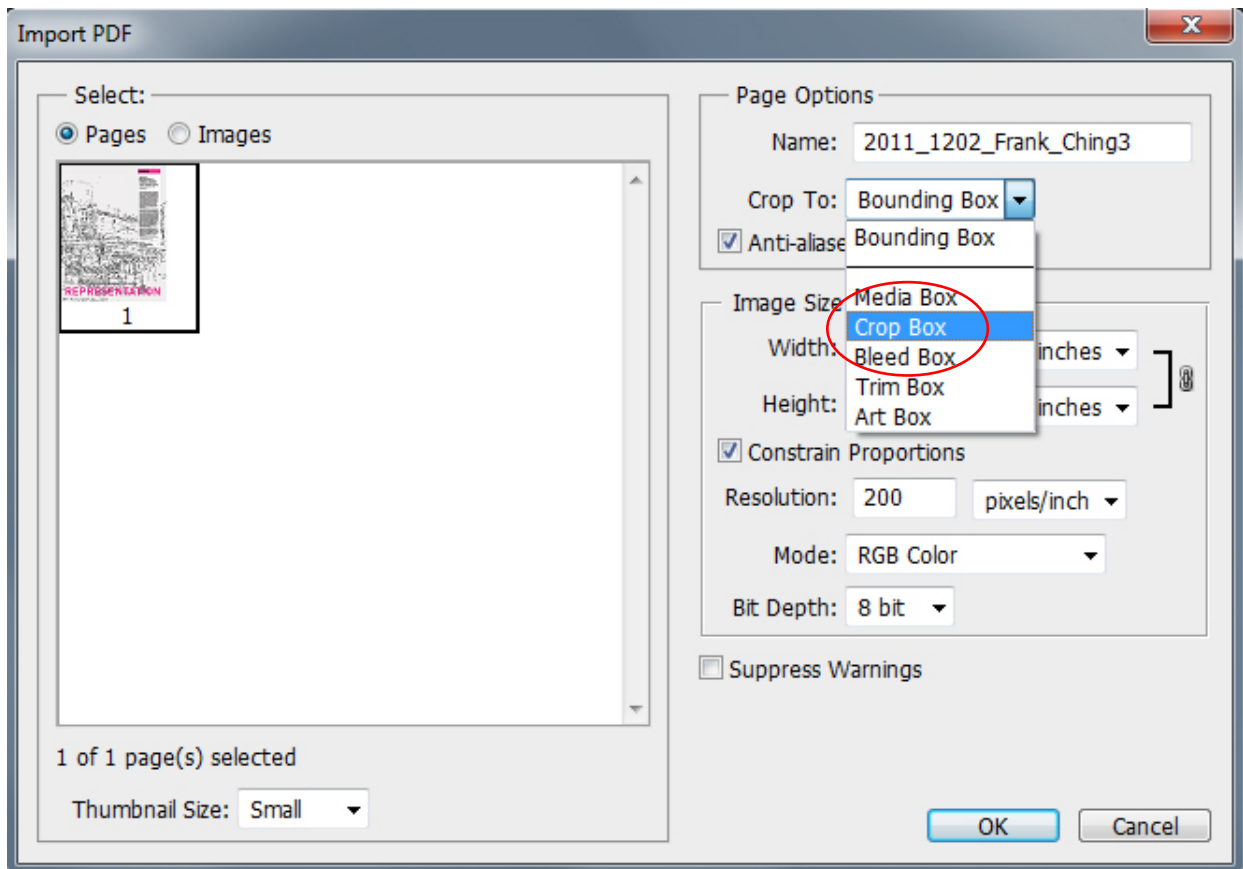 Import PDF
x
Select:
Pages Images
REPRESENTATION
1
1 of 1 page(s) selected
Thumbnail Size: Small
Page Options
Name: 2011_1202_Frank_Ching3
Crop To: Bounding Box
Anti-aliase
Bounding Box
Media Box
Crop Box
Bleed Box
Trim Box
Art Box
Image Size
Width: inches
Height: inches
Constrain Proportions
Resolution: 200 pixels/inch
Mode: RGB Color
Bit Depth: 8 bit
Suppress Warnings
OK Cancel